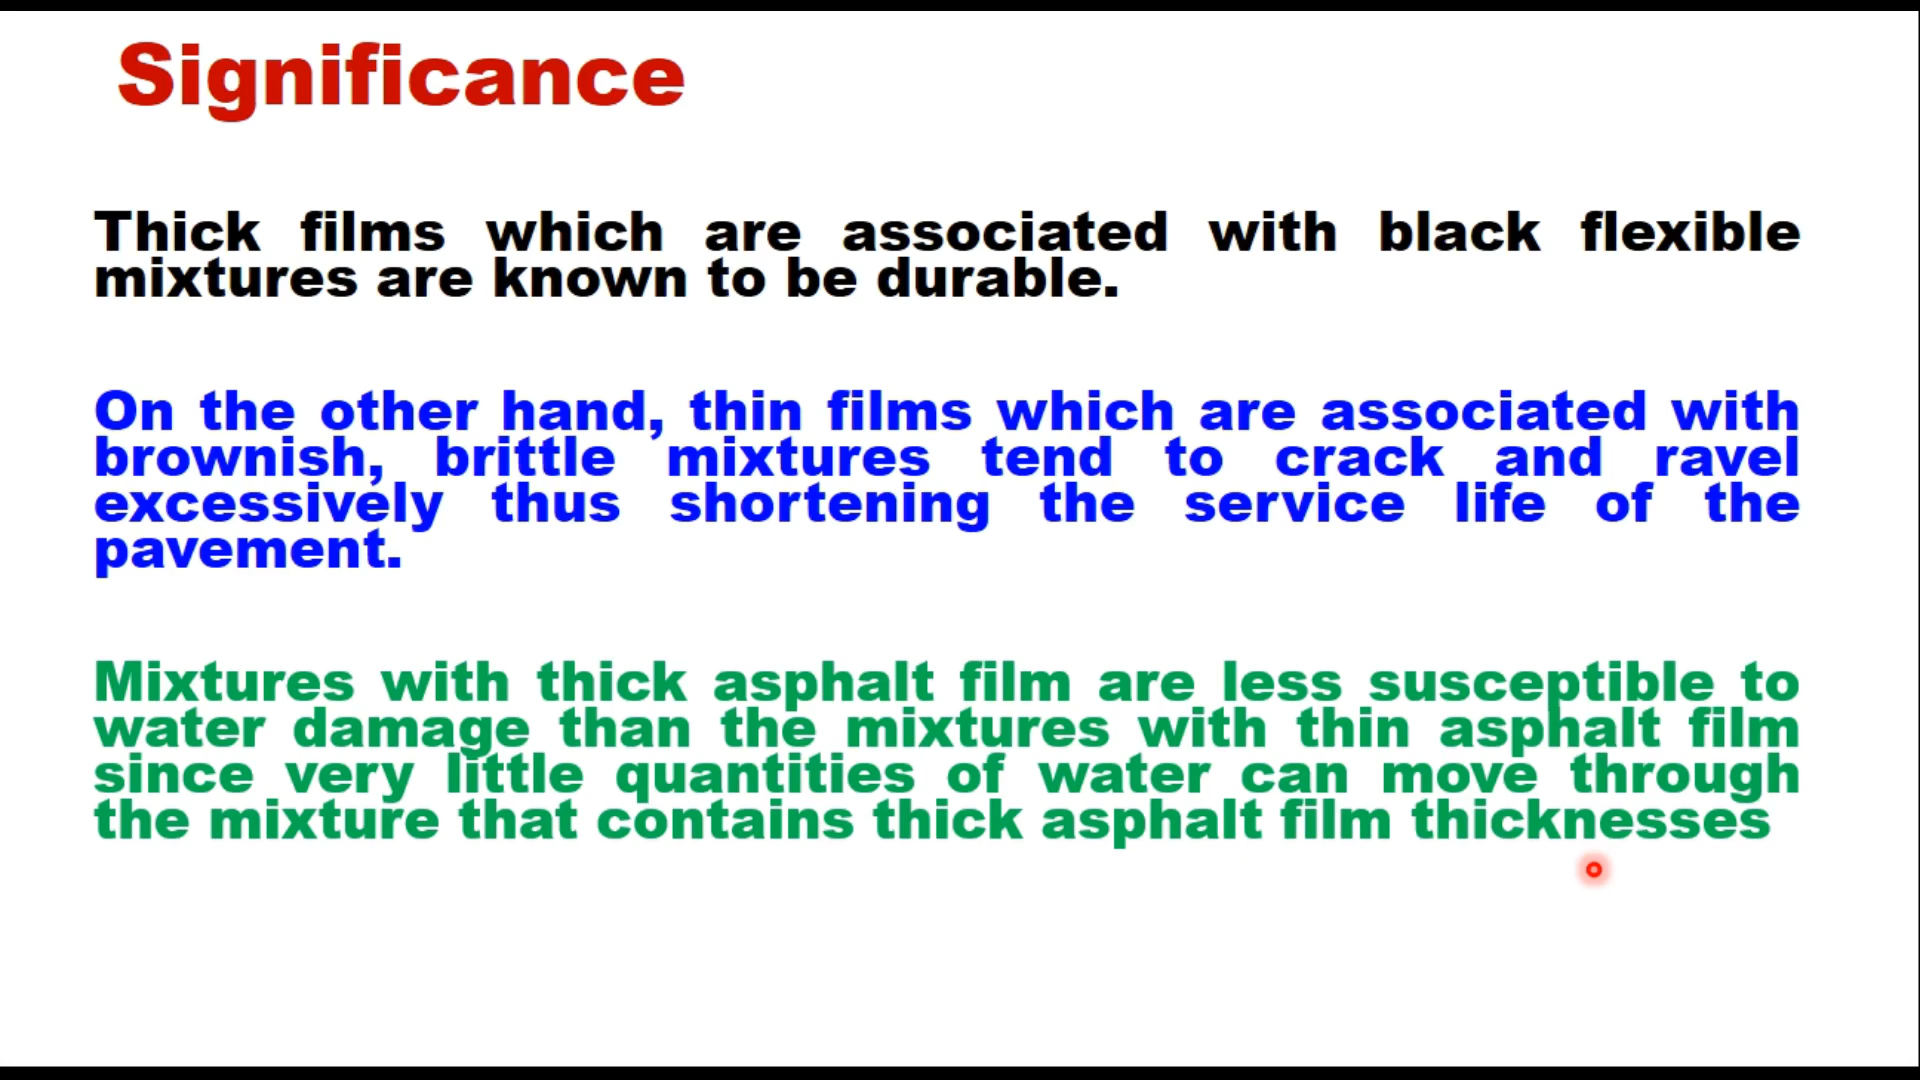 Significance
Thick films which are associated with black flexible
mixtures are known to be durable.
On the other hand, thin films which are associated with
brownish, brittle mixtures tend to crack and ravel
excessively thus shortening the service life of the
pavement.
Mixtures with thick asphalt film are less susceptible to
water damage than the mixtures with thin asphalt film
since very little quantities of water can move through
the mixture that contains thick asphalt film thicknesses